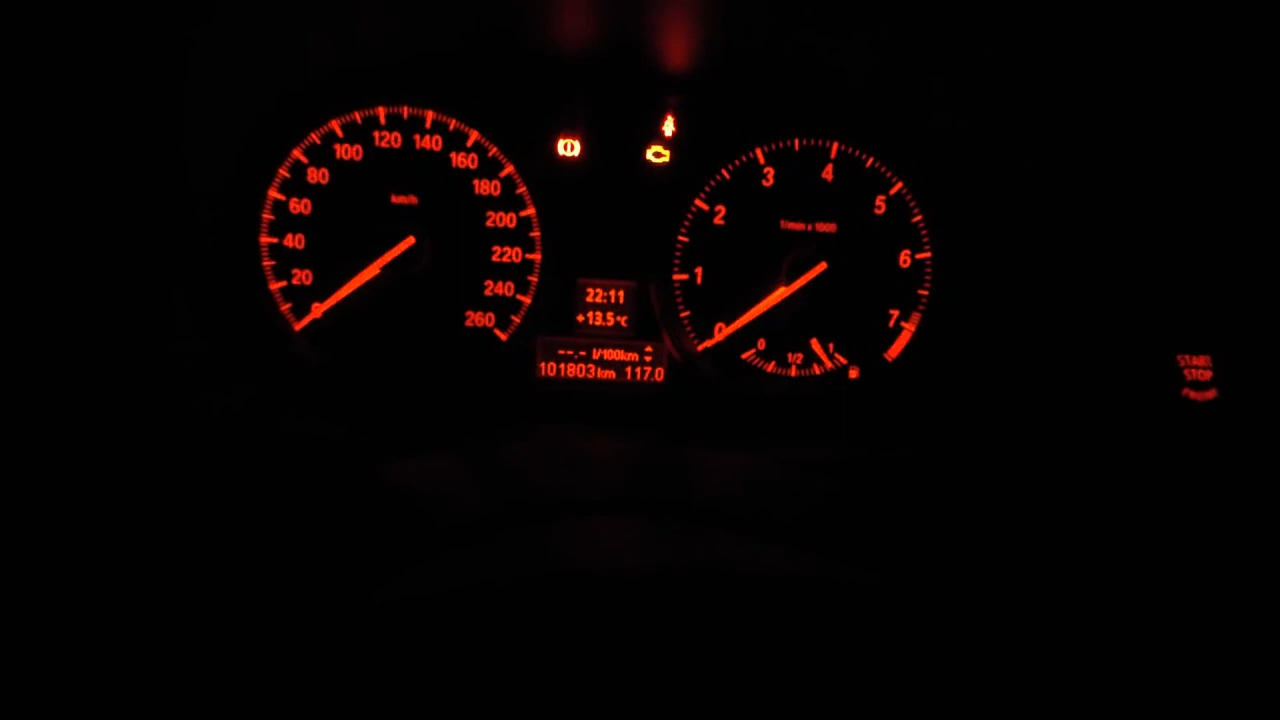 0 20 40 60 80 100 120 140 160 180 200 220 240 260
km/h
22:11
+13.5°C
--.- l/100km
101803km 117.0
0 1 2 3 4 5 6 7
1/min x 1000
0 1/2 1
START
STOP
ENGINE